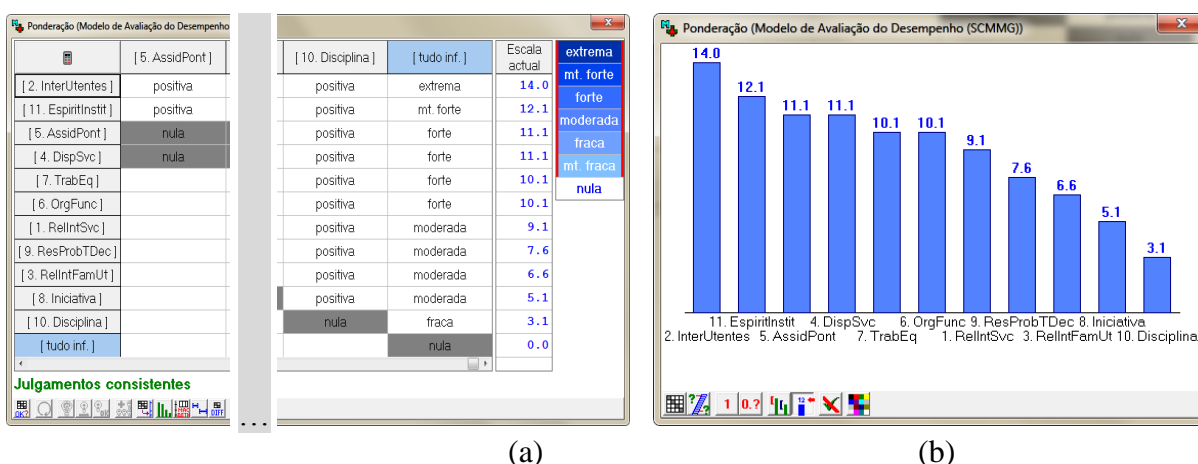 Ponderação (Modelo de Avaliação do Desempenho
[ 5. AssidPont ] [ 10. Disciplina ] [ tudo inf. ] Escala actual
[ 2. InterUtentes ] positiva positiva extrema 14.0
[ 11. EspiritInstit ] positiva positiva mt. forte 12.1
[ 5. AssidPont ] nula positiva forte 11.1
[ 4. DispSvc ] nula positiva forte 11.1
[ 7. TrabEq ] positiva forte 10.1
[ 6. OrgFunc ] positiva forte 10.1
[ 1. RelIntSvc ] positiva moderada 9.1
[ 9. ResProbTDec ] positiva moderada 7.6
[ 3. RelIntFamUt ] positiva moderada 6.6
[ 8. Iniciativa ] positiva moderada 5.1
[ 10. Disciplina ] nula fraca 3.1
[ tudo inf. ] nula 0.0
extrema
mt. forte
forte
moderada
fraca
mt. fraca
nula
Julgamentos consistentes
...
(a)
Ponderação (Modelo de Avaliação do Desempenho (SCMMG))
14.0
12.1
11.1 11.1
10.1 10.1
9.1
7.6
6.6
5.1
3.1
11. EspiritInstit 4. DispSvc 6. OrgFunc 9. ResProbTDec 8. Iniciativa
2. InterUtentes 5. AssidPont 7. TrabEq 1. RelIntSvc 3. RelIntFamUt 10. Disciplina
1 0.?
(b)